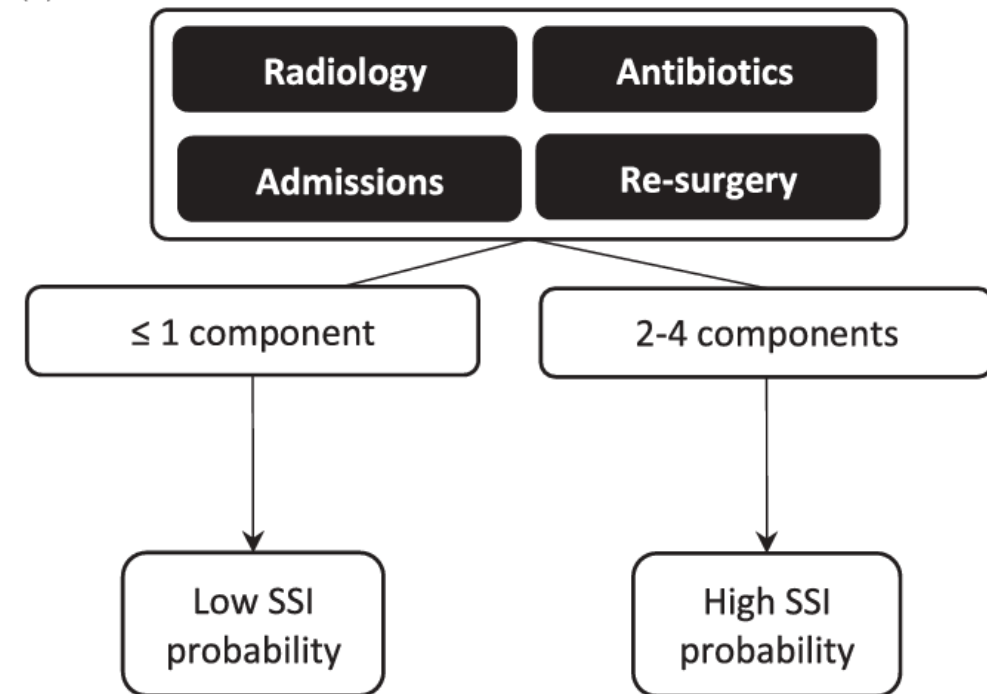 Radiology
Antibiotics
Admissions
Re-surgery
≤ 1 component
2-4 components
Low SSI
probability
High SSI
probability